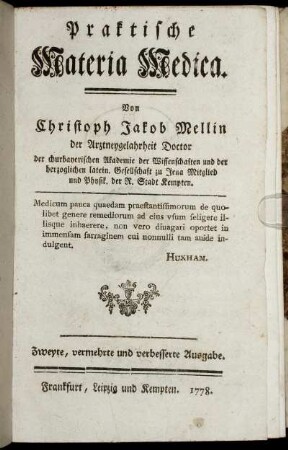 Praktische
Materia Medica.
Von
Christoph Jakob Mellin
der Arztneygelahrheit Doctor
der churbayerischen Akademie der Wissenschaften und der
herzoglichen latein. Gesellschaft zu Jena Mitglied
und Physik. der R. Stadt Kempten.
Medicum pauca quaedam praestantissimorum de quo-
libet genere remediorum ad eius vsum seligere il-
lisque inhaerere, non vero diuagari oportet in
immensam farraginem cui nonnulli tam auide in-
dulgent.
HUXHAM.
Zweyte, vermehrte und verbesserte Ausgabe.
Frankfurt, Leipzig und Kempten. 1778.